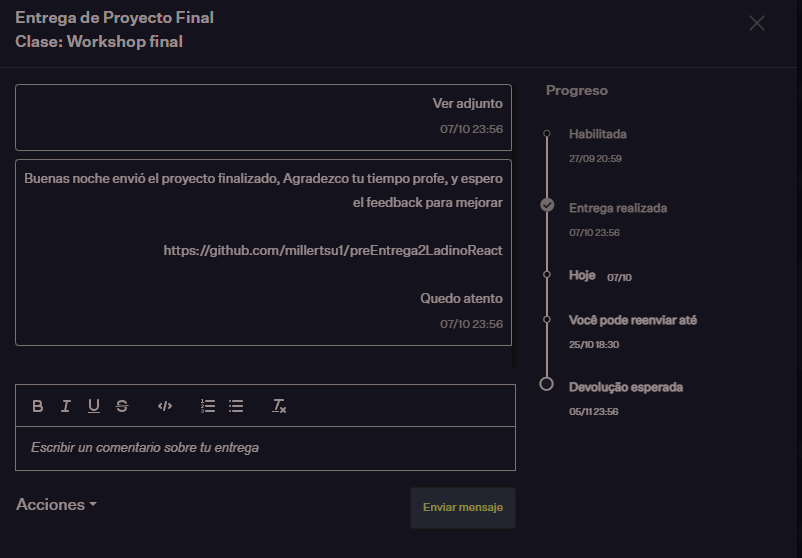 Entrega de Proyecto Final
Clase: Workshop final
Ver adjunto
07/10 23:56
Buenas noche envió el proyecto finalizado, Agradezco tu tiempo profe, y espero
el feedback para mejorar
https://github.com/millertsu1/preEntrega2LadinoReact
Quedo atento
07/10 23:56
B I U S </>
Escribir un comentario sobre tu entrega
Acciones
Enviar mensaje
Progreso
Habilitada
27/09 20:59
Entrega realizada
07/10 23:56
Hoje 07/10
Você pode reenviar até
25/10 18:30
Devolução esperada
05/11 23:56